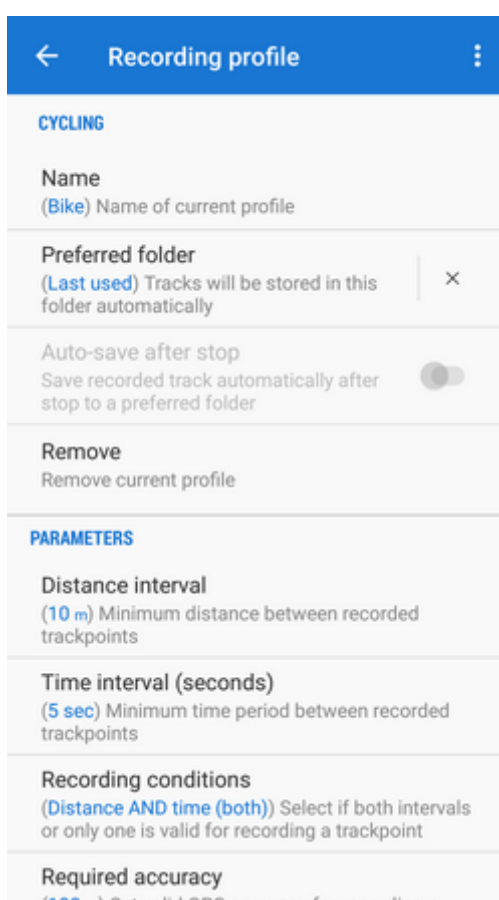 Recording profile
CYCLING
Name
(Bike) Name of current profile
Preferred folder
(Last used) Tracks will be stored in this
folder automatically
Auto-save after stop
Save recorded track automatically after
stop to a preferred folder
Remove
Remove current profile
PARAMETERS
Distance interval
(10 m) Minimum distance between recorded
trackpoints
Time interval (seconds)
(5 sec) Minimum time period between recorded
trackpoints
Recording conditions
(Distance AND time (both)) Select if both intervals
or only one is valid for recording a trackpoint
Required accuracy